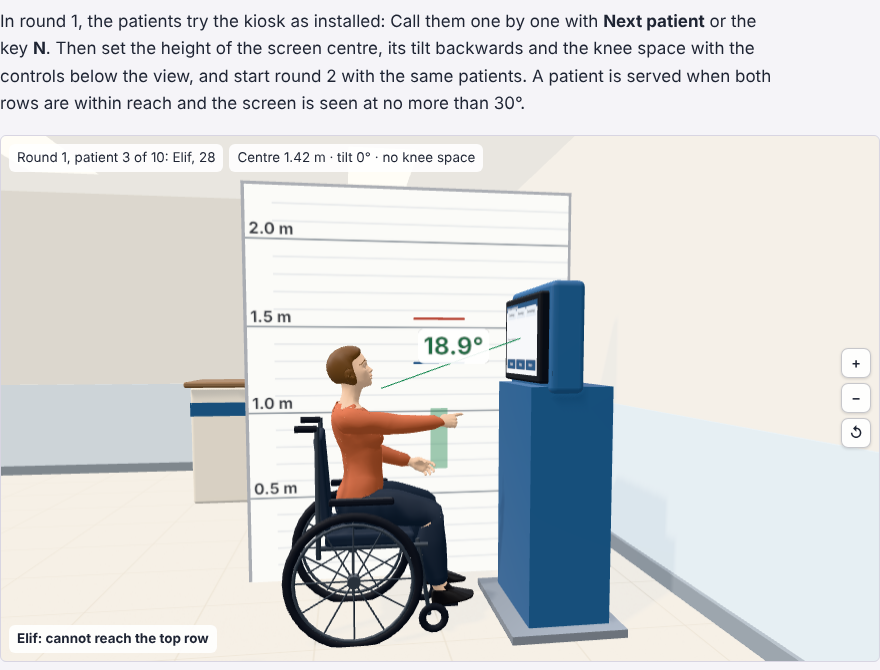 In round 1, the patients try the kiosk as installed: Call them one by one with Next patient or the
key N. Then set the height of the screen centre, its tilt backwards and the knee space with the
controls below the view, and start round 2 with the same patients. A patient is served when both
rows are within reach and the screen is seen at no more than 30°.
Round 1, patient 3 of 10: Elif, 28
Centre 1.42 m · tilt 0° · no knee space
2.0 m
1.5 m
18.9°
1.0 m
0.5 m
+
−
Elif: cannot reach the top row